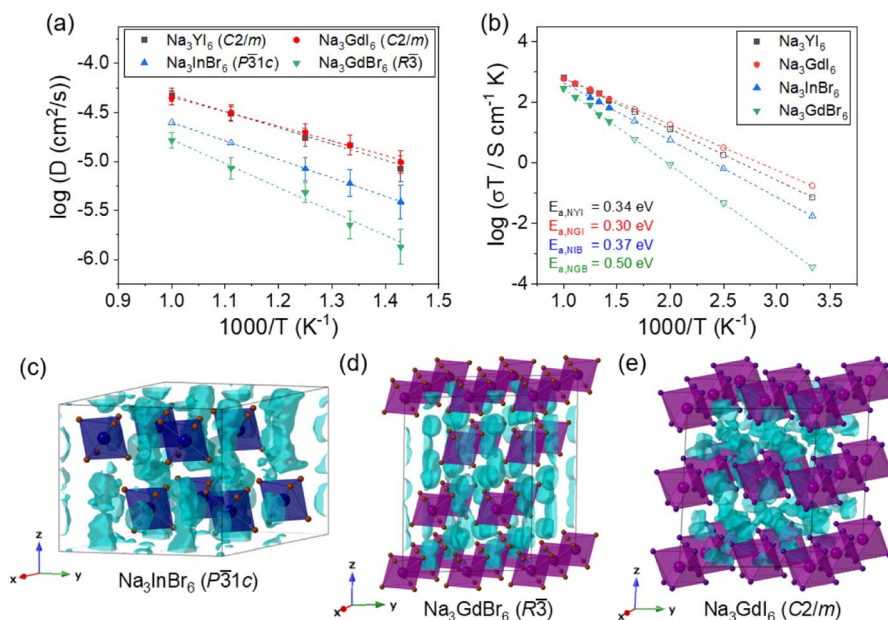 (a)
Na₃YI₆ (C2/m)
Na₃GdI₆ (C2/m)
Na₃InBr₆ (P3̅1c)
Na₃GdBr₆ (R3̅)
log (D (cm²/s))
-4.0
-4.5
-5.0
-5.5
-6.0
0.9 1.0 1.1 1.2 1.3 1.4 1.5
1000/T (K⁻¹)
(b)
Na₃YI₆
Na₃GdI₆
Na₃InBr₆
Na₃GdBr₆
log (σT / S cm⁻¹ K)
4
2
0
-2
-4
Eₐ,NYI = 0.34 eV
Eₐ,NGI = 0.30 eV
Eₐ,NIB = 0.37 eV
Eₐ,NGB = 0.50 eV
1.0 1.5 2.0 2.5 3.0 3.5
1000/T (K⁻¹)
(c)
z
x
y
Na₃InBr₆ (P3̅1c)
(d)
z
x
y
Na₃GdBr₆ (R3̅)
(e)
z
x
y
Na₃GdI₆ (C2/m)